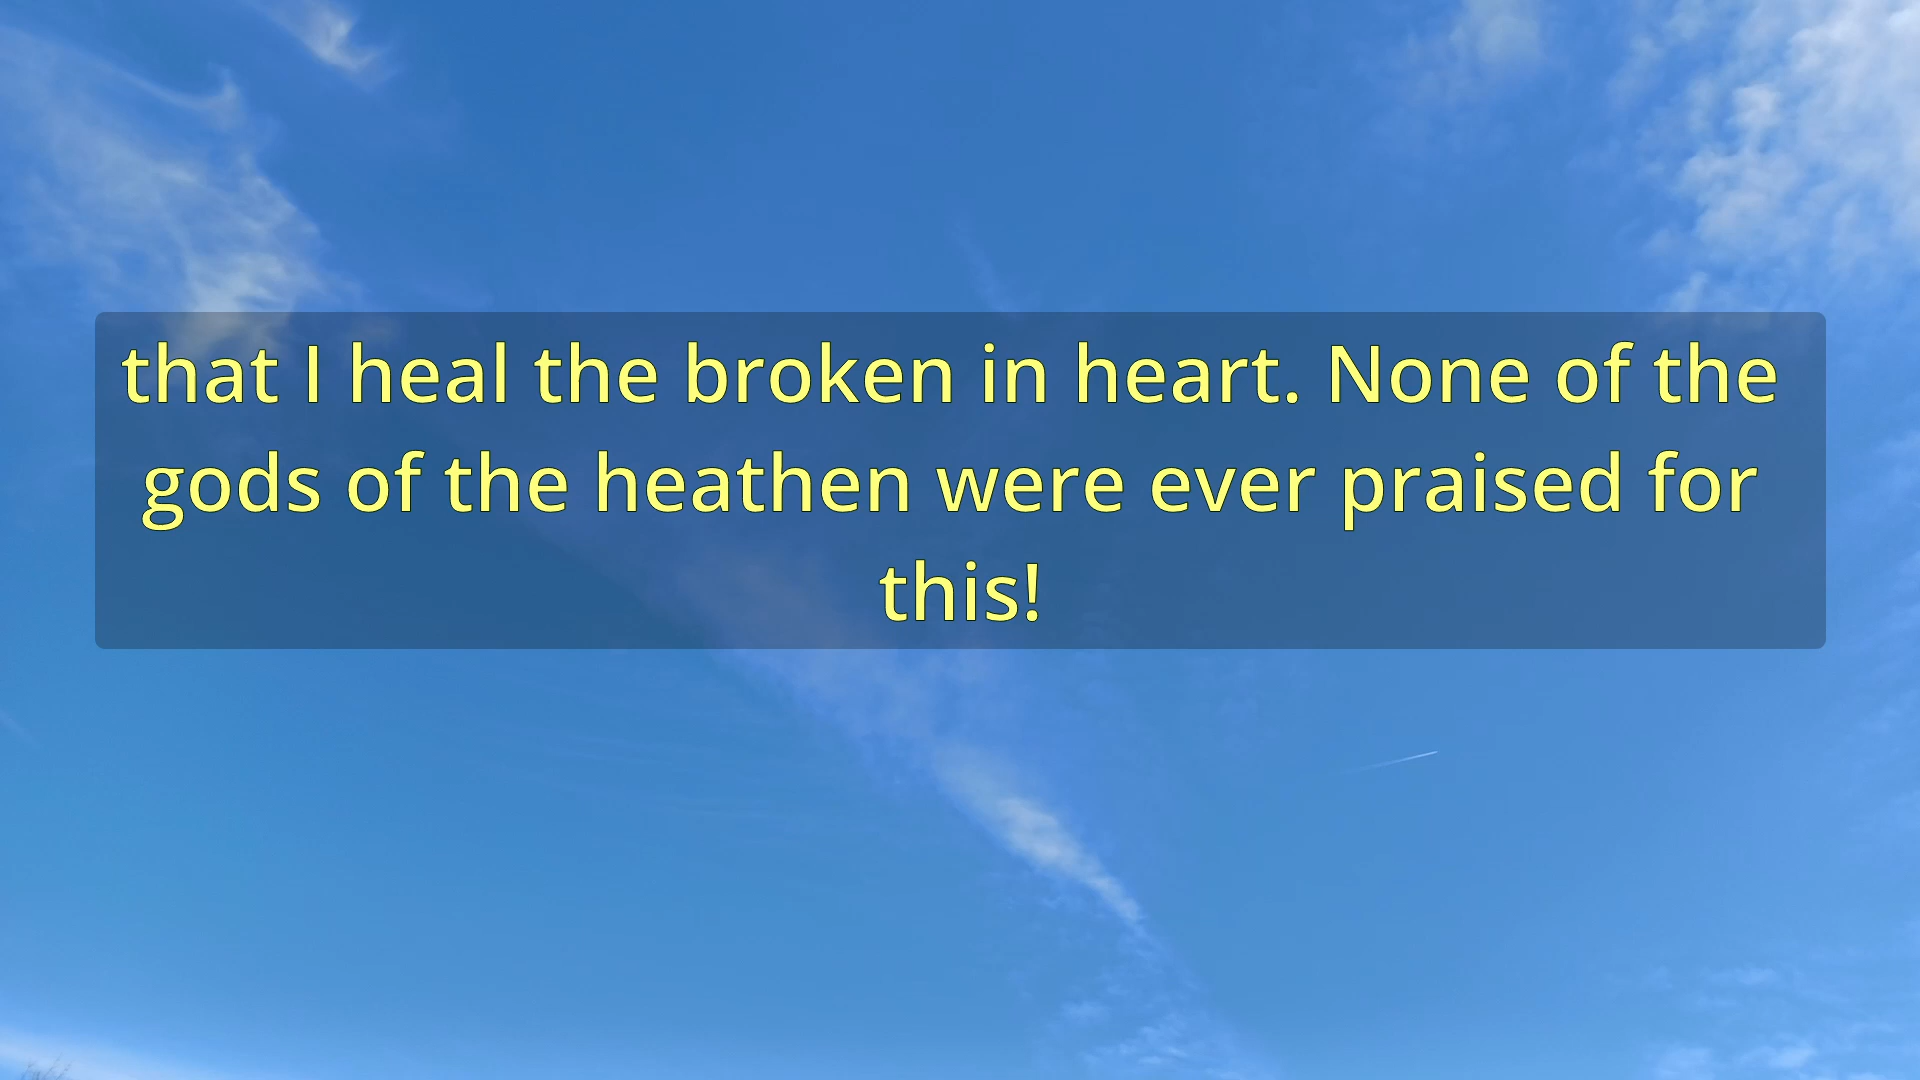 that I heal the broken in heart. None of the
gods of the heathen were ever praised for
this!